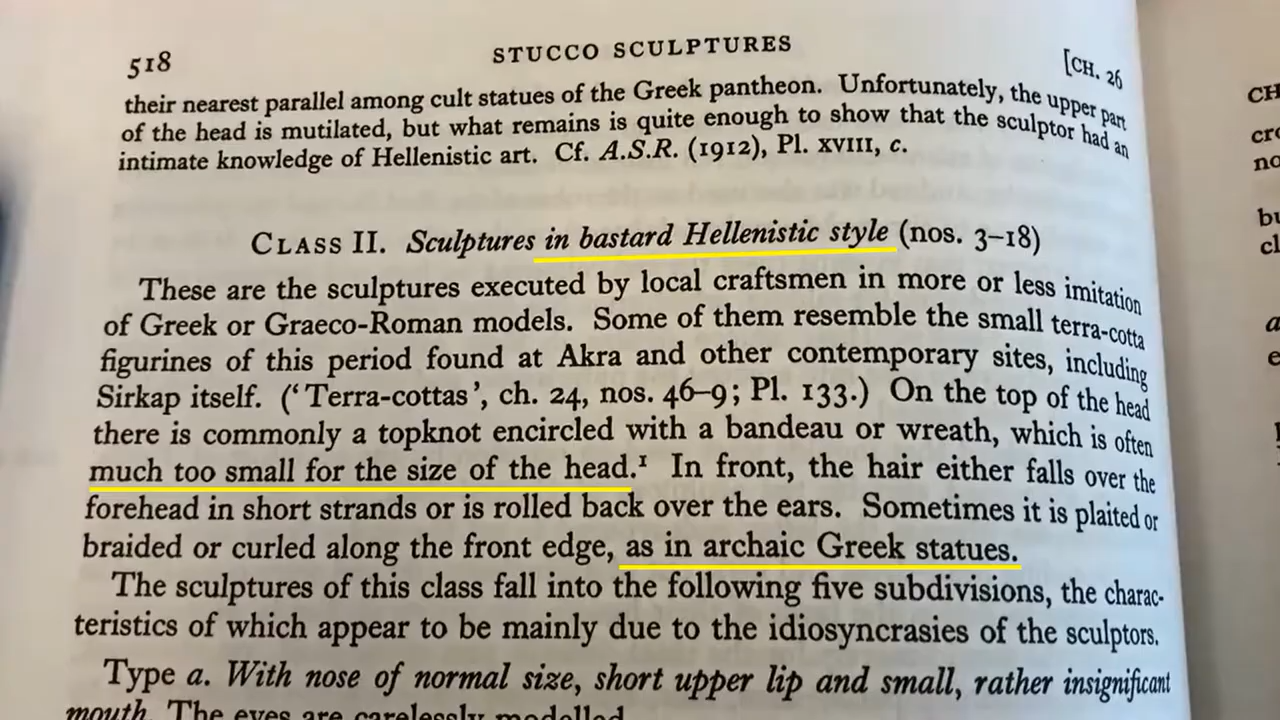 518 STUCCO SCULPTURES [CH. 26
their nearest parallel among cult statues of the Greek pantheon. Unfortunately, the upper part
of the head is mutilated, but what remains is quite enough to show that the sculptor had an
intimate knowledge of Hellenistic art. Cf. A.S.R. (1912), Pl. XVIII, c.
CLASS II. Sculptures in bastard Hellenistic style (nos. 3–18)
These are the sculptures executed by local craftsmen in more or less imitation
of Greek or Graeco-Roman models. Some of them resemble the small terra-cotta
figurines of this period found at Akra and other contemporary sites, including
Sirkap itself. (‘Terra-cottas’, ch. 24, nos. 46–9; Pl. 133.) On the top of the head
there is commonly a topknot encircled with a bandeau or wreath, which is often
much too small for the size of the head.¹ In front, the hair either falls over the
forehead in short strands or is rolled back over the ears. Sometimes it is plaited or
braided or curled along the front edge, as in archaic Greek statues.
The sculptures of this class fall into the following five subdivisions, the charac-
teristics of which appear to be mainly due to the idiosyncrasies of the sculptors.
Type a. With nose of normal size, short upper lip and small, rather insignificant
mouth. The eyes are carelessly modelled.
CH